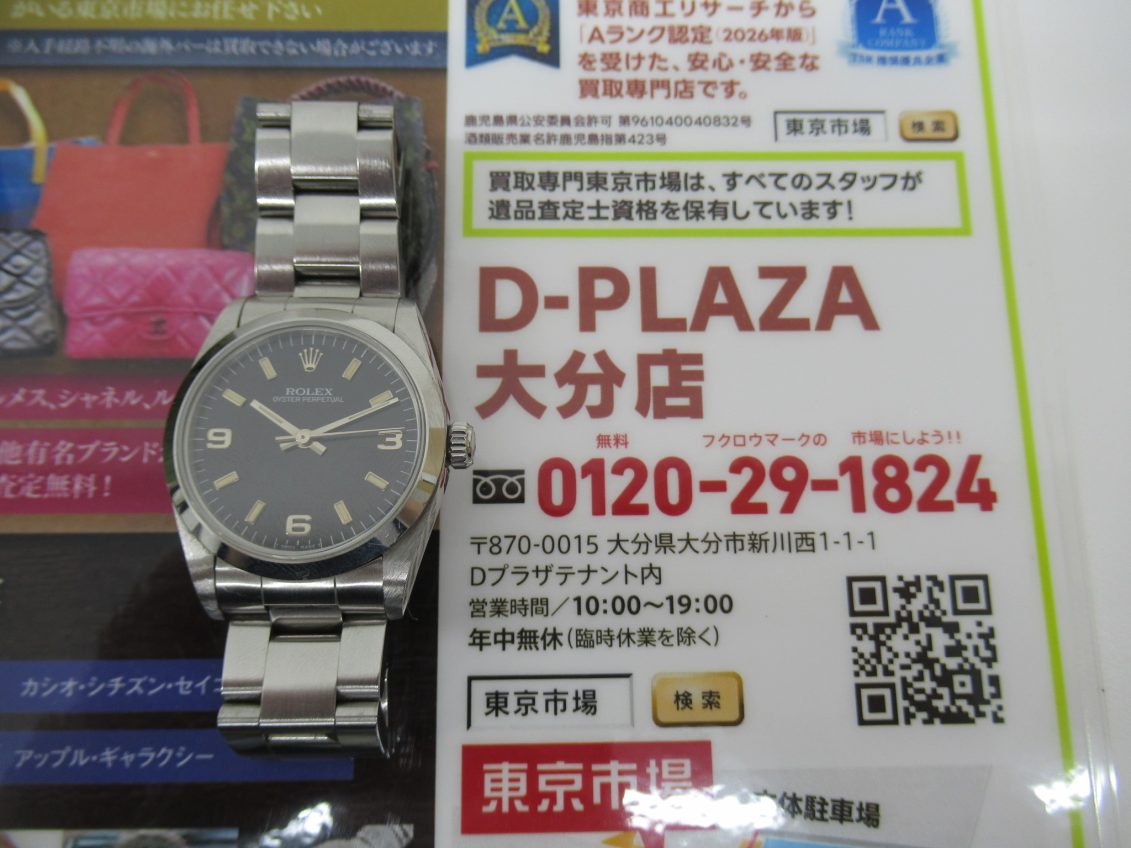 がいる東京市場にお任せ下さい
※入手経路不明の海外バーは買取できない場合がございます
メス、シャネル、ル
他有名ブランド
査定無料！
カシオ・シチズン・セイコ
アップル・ギャラクシー
ROLEX
OYSTER PERPETUAL
9
3
6
A
A
RANK
COMPANY
東京商工リサーチから
「Aランク認定(2026年版)」
を受けた、安心・安全な
買取専門店です。
鹿児島県公安委員会許可 第961040040832号
酒類販売業名許鹿児島指第423号
東京市場 検索
買取専門東京市場は、すべてのスタッフが
遺品査定士資格を保有しています！
D-PLAZA
大分店
無料 フクロウマークの 市場にしよう!!
0120-29-1824
〒870-0015 大分県大分市新川西1-1-1
Dプラザテナント内
営業時間／10:00〜19:00
年中無休(臨時休業を除く)
東京市場 検索
東京市場
体駐車場